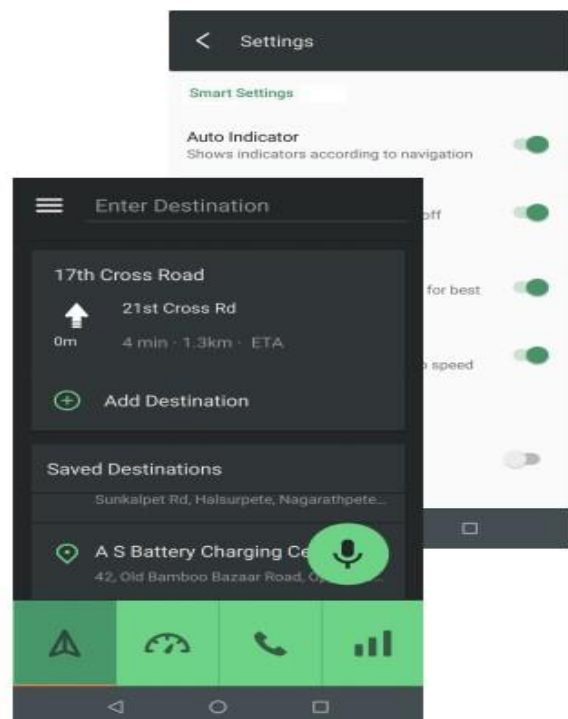 Settings
Smart Settings
Auto Indicator
Shows indicators according to navigation
off
for best
speed
Enter Destination
17th Cross Road
21st Cross Rd
0m
4 min · 1.3km · ETA
Add Destination
Saved Destinations
Sunkalpet Rd, Halsurpete, Nagarathpete...
A S Battery Charging Ce
42, Old Bamboo Bazaar Road,